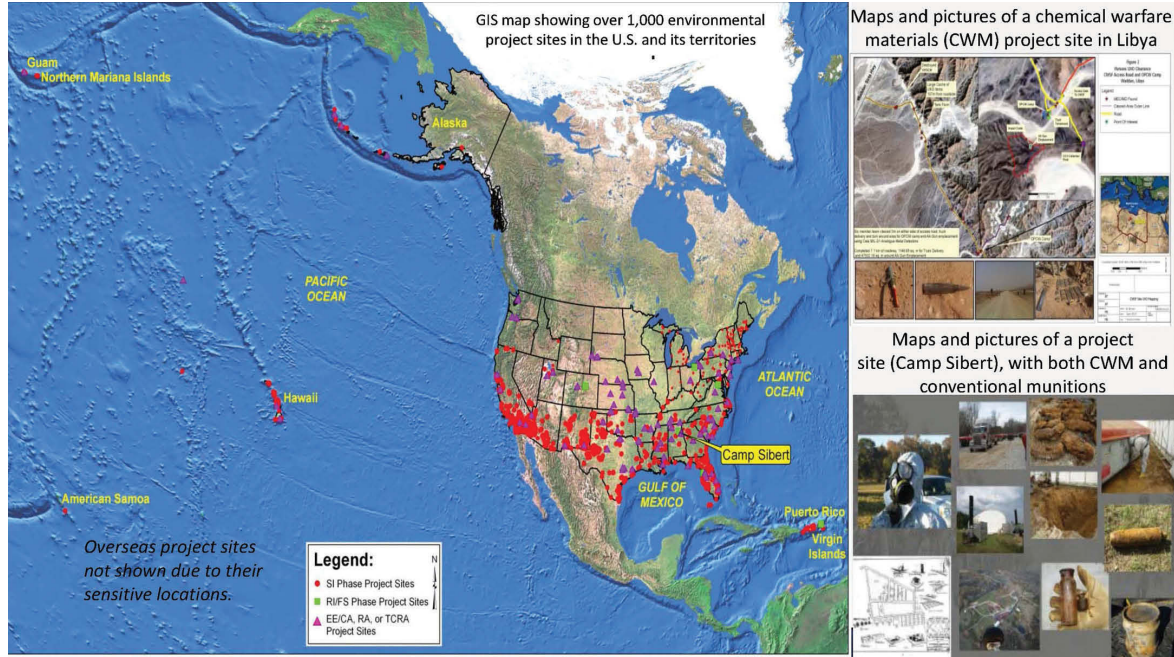 GIS map showing over 1,000 environmental
project sites in the U.S. and its territories
Guam
Northern Mariana Islands
Alaska
PACIFIC
OCEAN
Hawaii
American Samoa
Overseas project sites
not shown due to their
sensitive locations.
ATLANTIC
OCEAN
Camp Sibert
GULF OF
MEXICO
Puerto Rico
Virgin
Islands
Legend:
N
SI Phase Project Sites
RI/FS Phase Project Sites
EE/CA, RA, or TCRA
Project Sites
Maps and pictures of a chemical warfare
materials (CWM) project site in Libya
Legend
Maps and pictures of a project
site (Camp Sibert), with both CWM and
conventional munitions